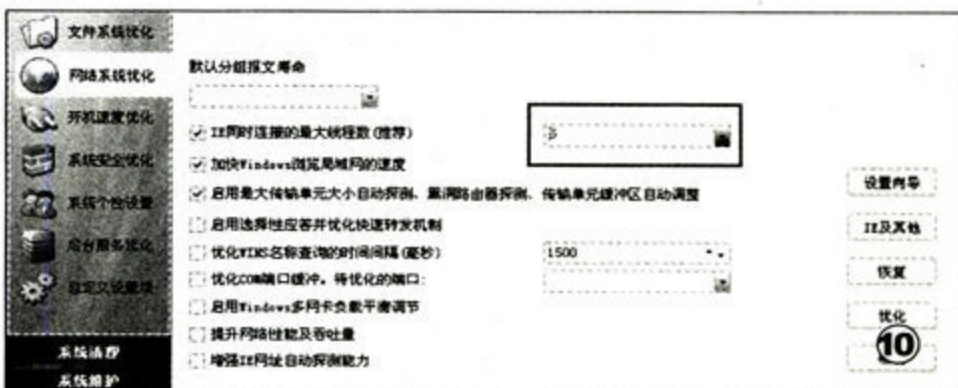 文件系统优化
网络系统优化
开机速度优化
系统安全优化
系统个性设置
后台服务优化
自定义设置项
系统清理
系统维护
默认分组报文寿命
IE同时连接的最大线程数(推荐)
加快Windows浏览局域网的速度
启用最大传输单元大小自动探测、黑洞路由器探测、传输单元缓冲区自动调整
启用选择性应答并优化快速转发机制
优化WINS名称查询的时间间隔(毫秒)
1500
优化COM端口缓冲。待优化的端口:
启用Windows多网卡负载平衡调节
提升网络性能及吞吐量
增强IE网址自动探测能力
设置向导
IE及其他
恢复
优化
10